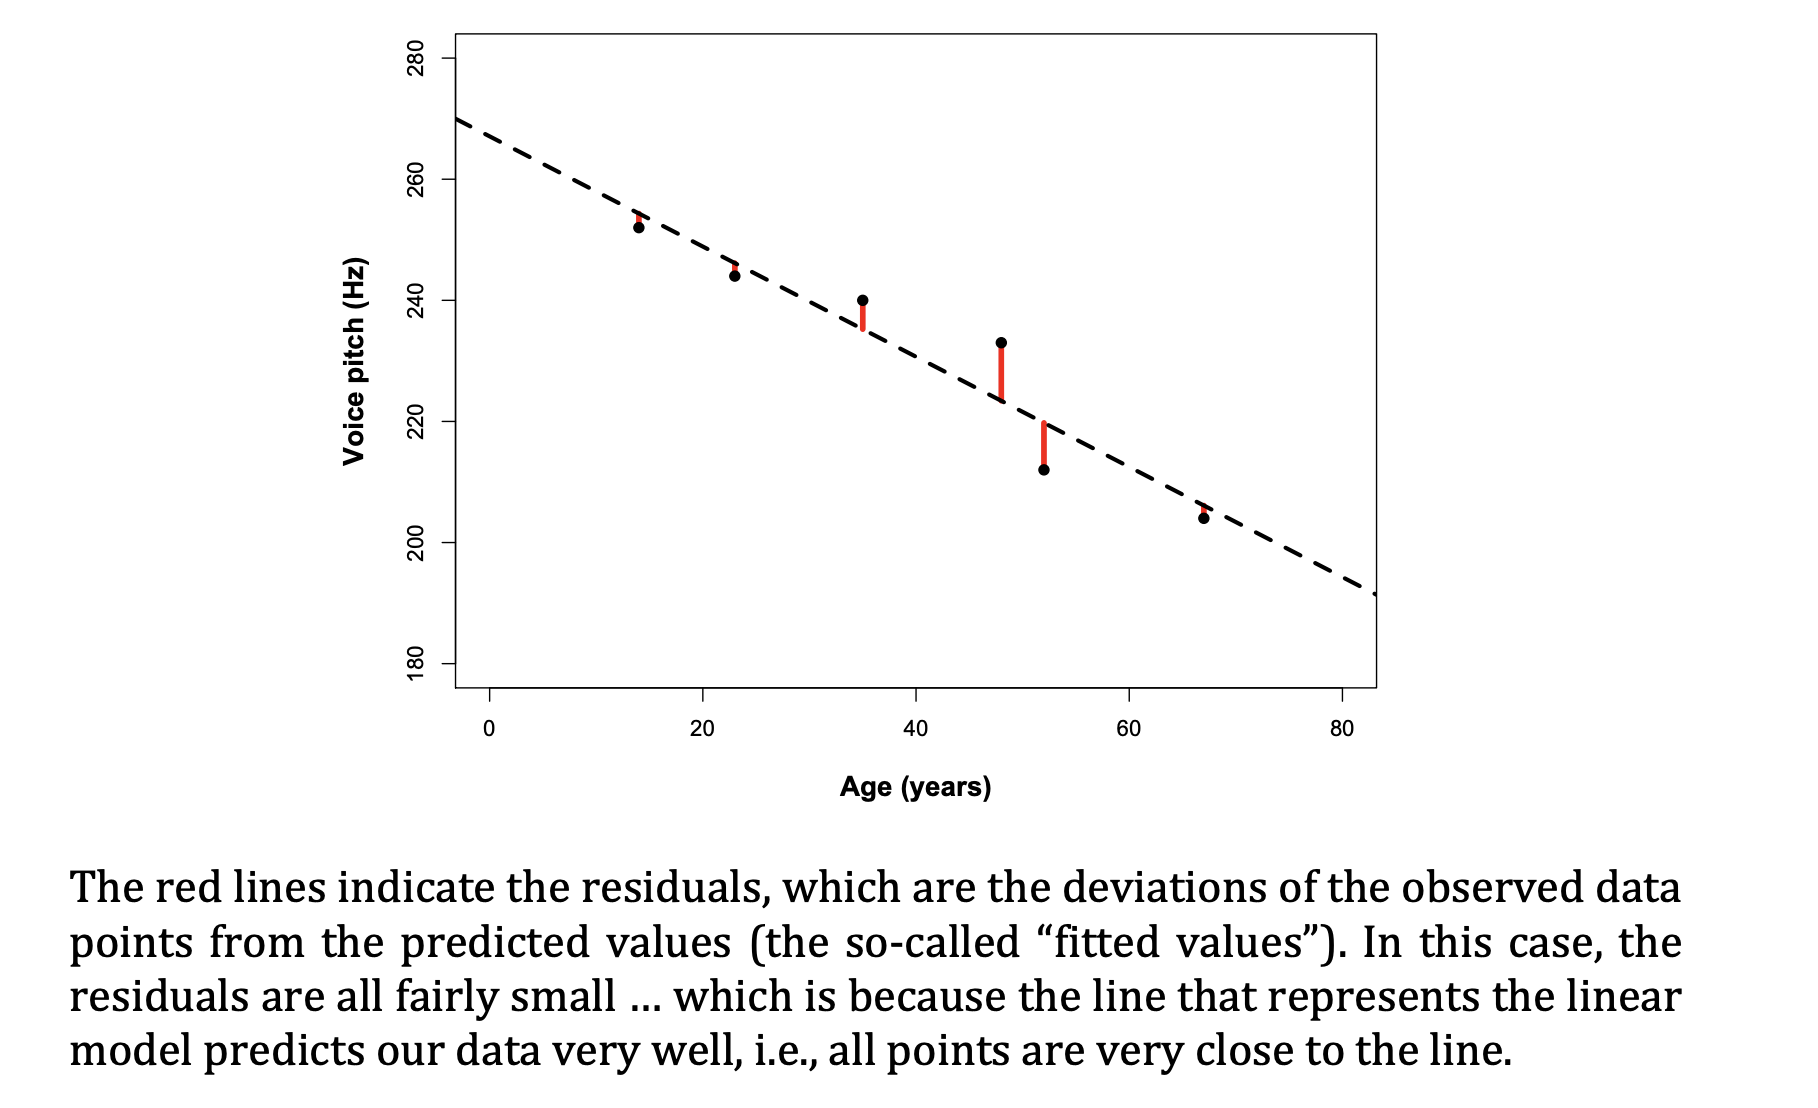 280
260
240
220
200
180
Voice pitch (Hz)
0 20 40 60 80
Age (years)
The red lines indicate the residuals, which are the deviations of the observed data
points from the predicted values (the so-called “fitted values”). In this case, the
residuals are all fairly small … which is because the line that represents the linear
model predicts our data very well, i.e., all points are very close to the line.